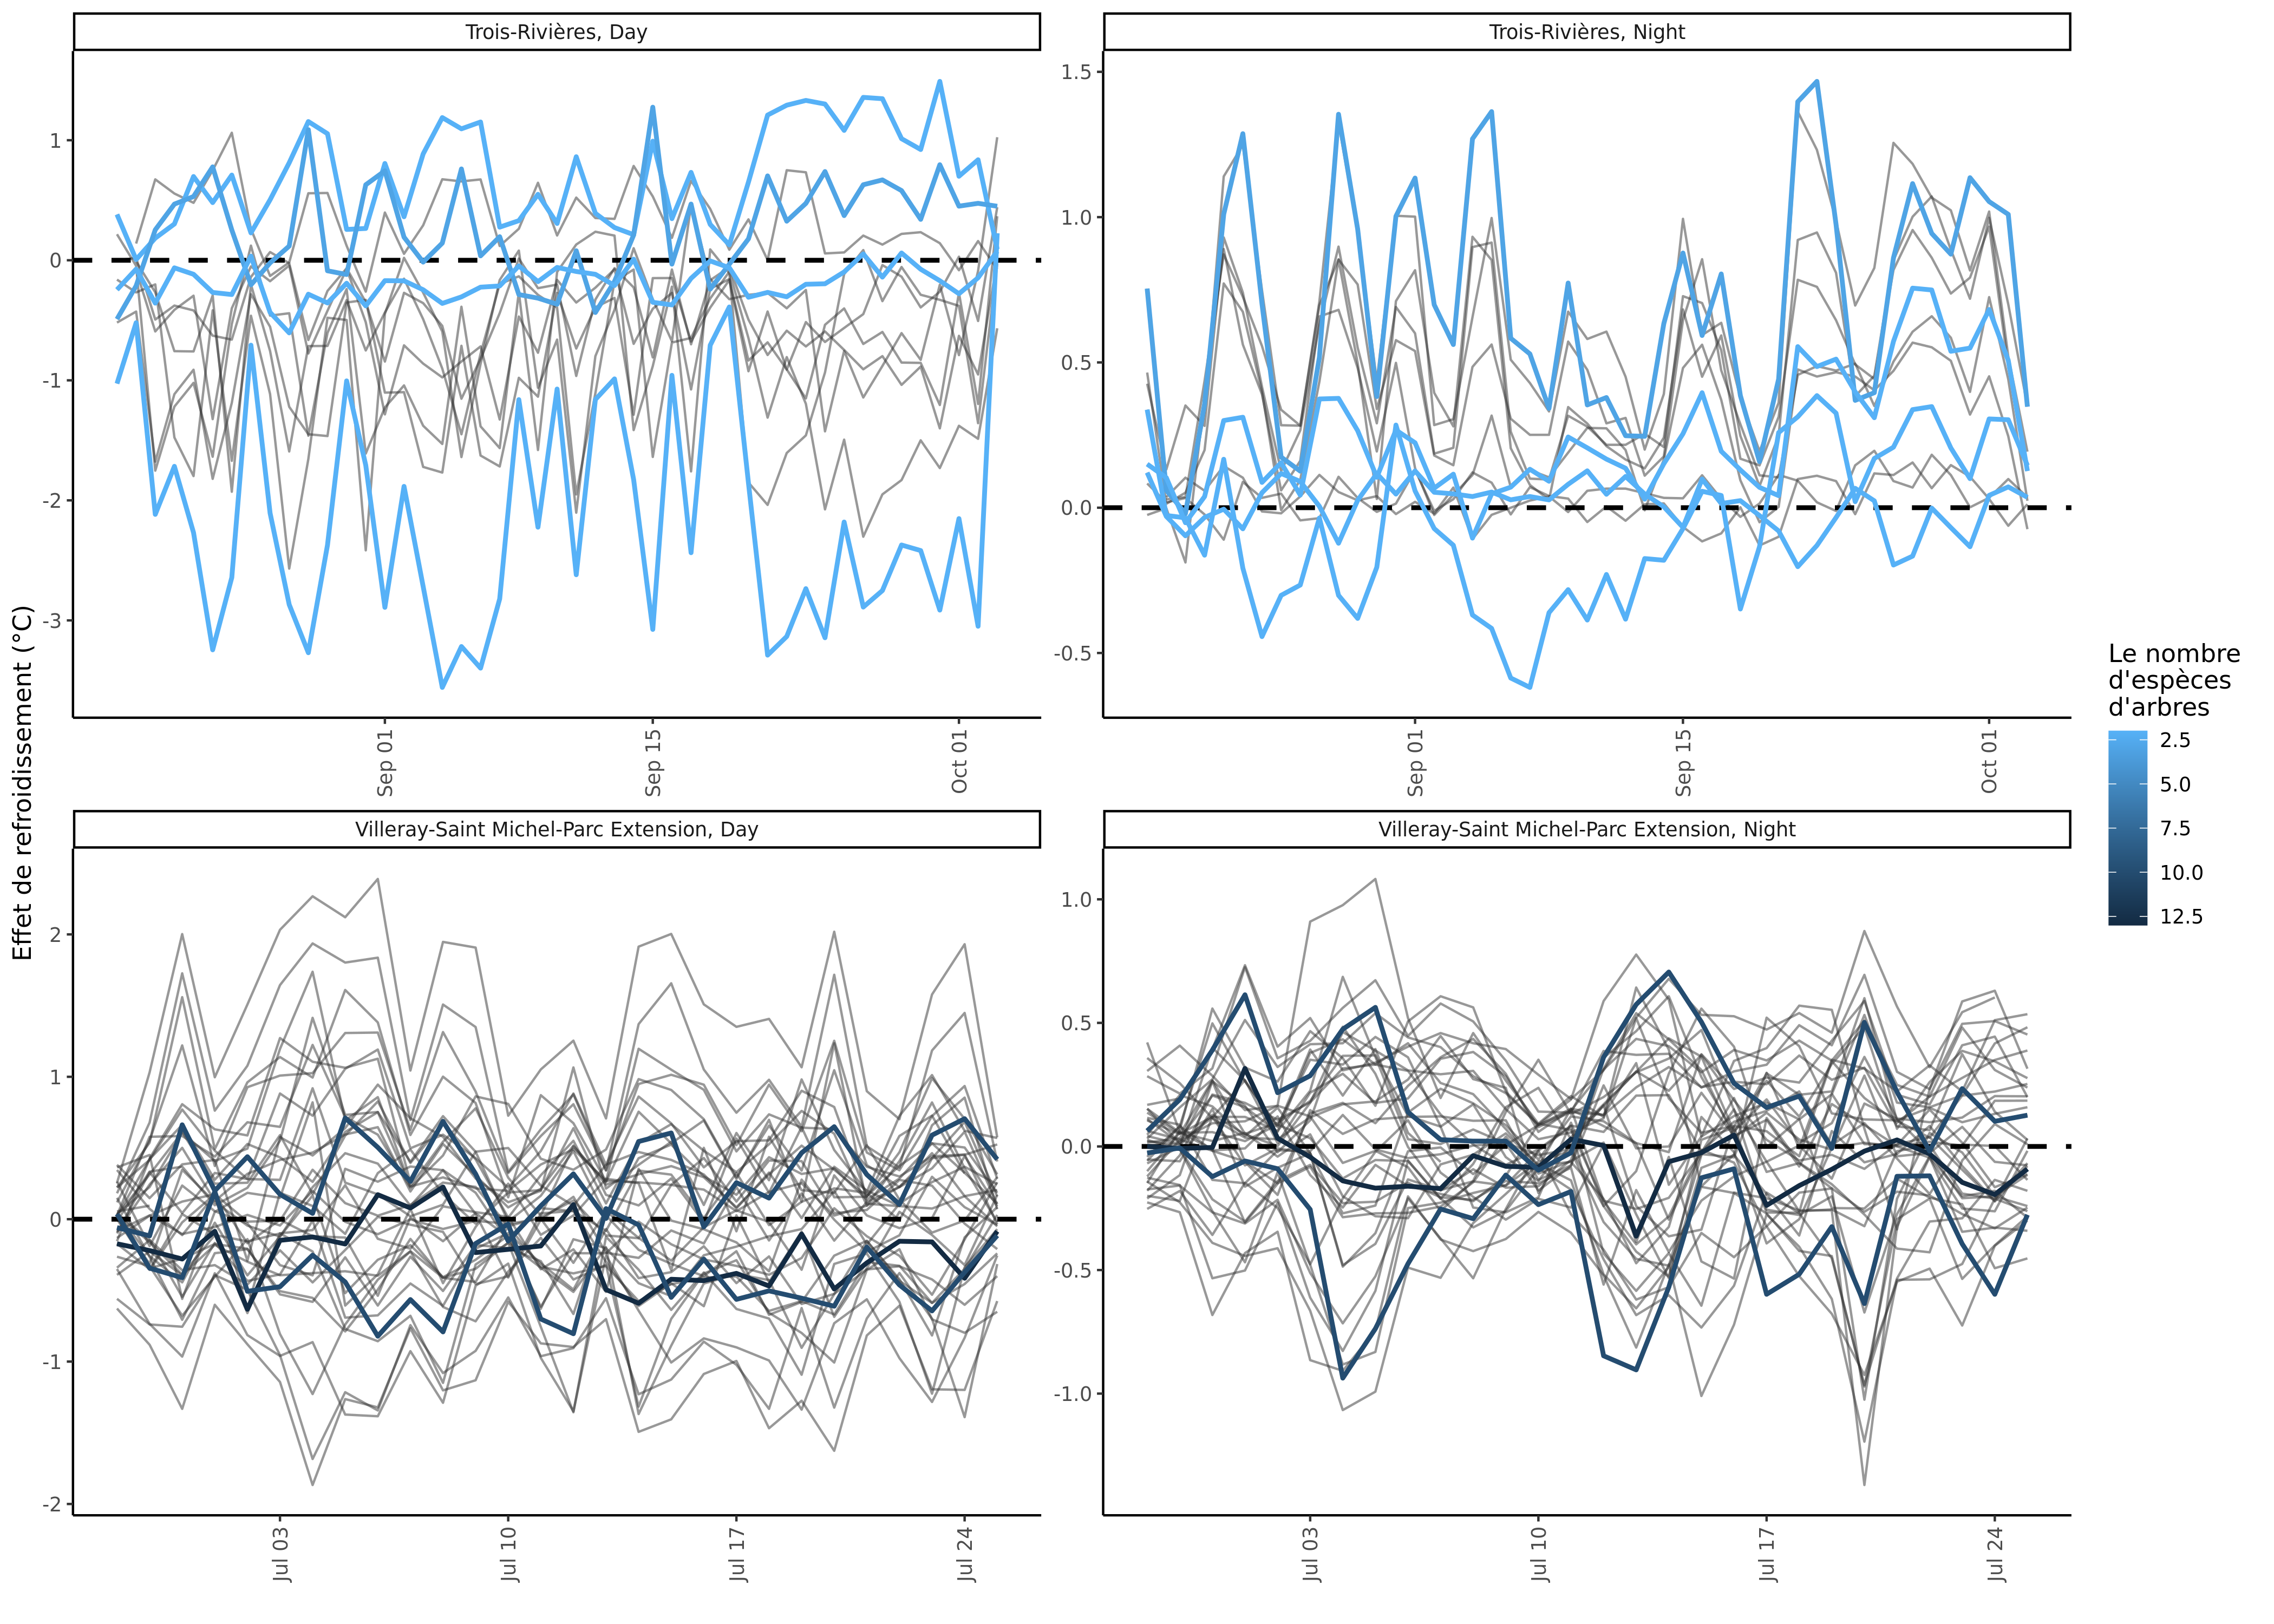 Trois-Rivières, Day
Trois-Rivières, Night
1
0
-1
-2
-3
1.5
1.0
0.5
0.0
-0.5
Sep 01
Sep 15
Oct 01
Sep 01
Sep 15
Oct 01
Effet de refroidissement (°C)
Villeray-Saint Michel-Parc Extension, Day
Villeray-Saint Michel-Parc Extension, Night
2
1
0
-1
-2
1.0
0.5
0.0
-0.5
-1.0
Jul 03
Jul 10
Jul 17
Jul 24
Jul 03
Jul 10
Jul 17
Jul 24
Le nombre
d'espèces
d'arbres
2.5
5.0
7.5
10.0
12.5